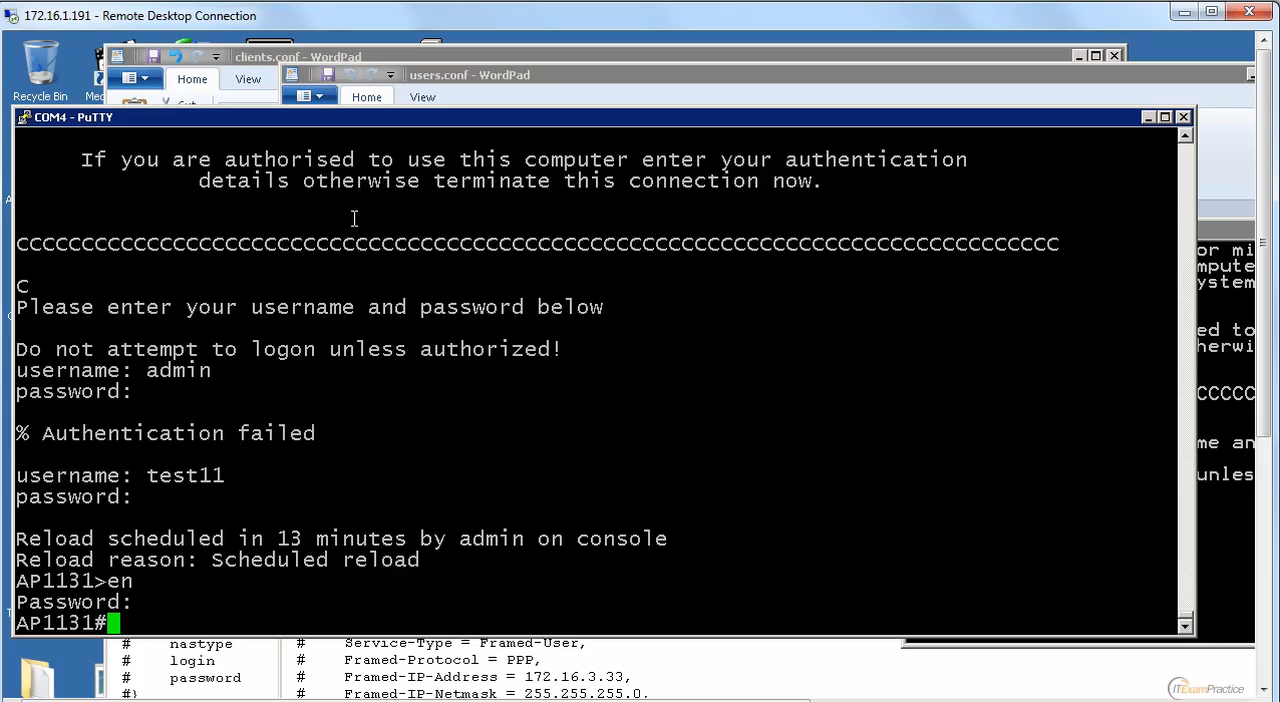 172.16.1.191 - Remote Desktop Connection
clients.conf - WordPad
users.conf - WordPad
Recycle Bin
Home
View
Home
View
COM4 - PuTTY
If you are authorised to use this computer enter your authentication
details otherwise terminate this connection now.
CCCCCCCCCCCCCCCCCCCCCCCCCCCCCCCCCCCCCCCCCCCCCCCCCCCCCCCCCCCCCCCCCCCCCCCCCCCCCCCC
C
Please enter your username and password below
Do not attempt to logon unless authorized!
username: admin
password:
% Authentication failed
username: test11
password:
Reload scheduled in 13 minutes by admin on console
Reload reason: Scheduled reload
AP1131>en
Password:
AP1131#
# nastype
# login
# password
#}
# Service-Type = Framed-User,
# Framed-Protocol = PPP,
# Framed-IP-Address = 172.16.3.33,
# Framed-IP-Netmask = 255.255.255.0,
ITExamPractice